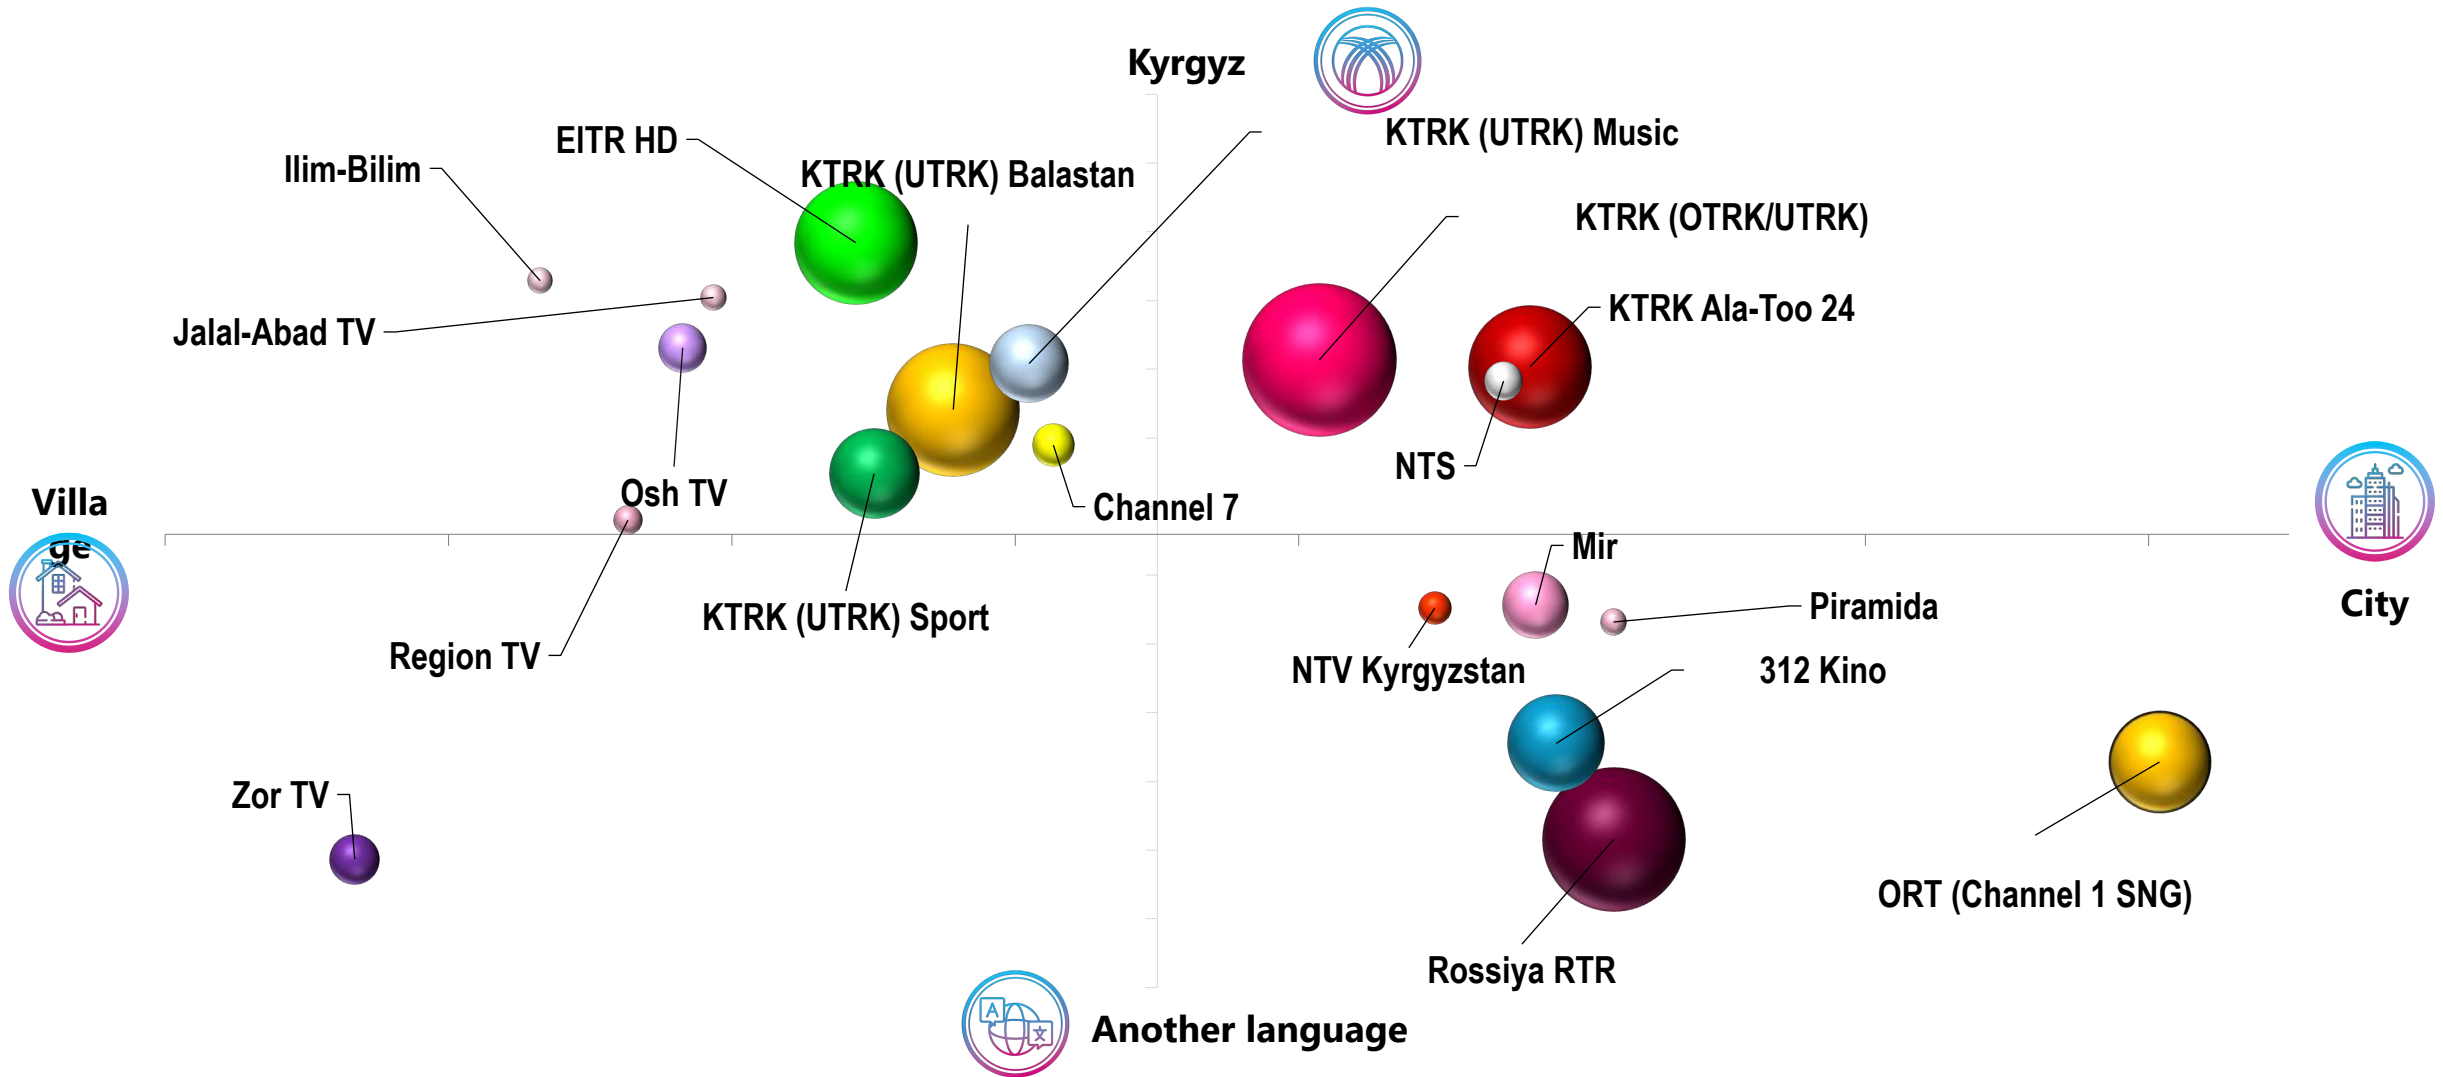 Kyrgyz
KTRK (UTRK) Music
EITR HD
Ilim-Bilim
KTRK (UTRK) Balastan
KTRK (OTRK/UTRK)
KTRK Ala-Too 24
Jalal-Abad TV
NTS
Osh TV
Villa
ge
Channel 7
Mir
City
KTRK (UTRK) Sport
Piramida
Region TV
NTV Kyrgyzstan
312 Kino
Zor TV
ORT (Channel 1 SNG)
Rossiya RTR
A
文
Another language